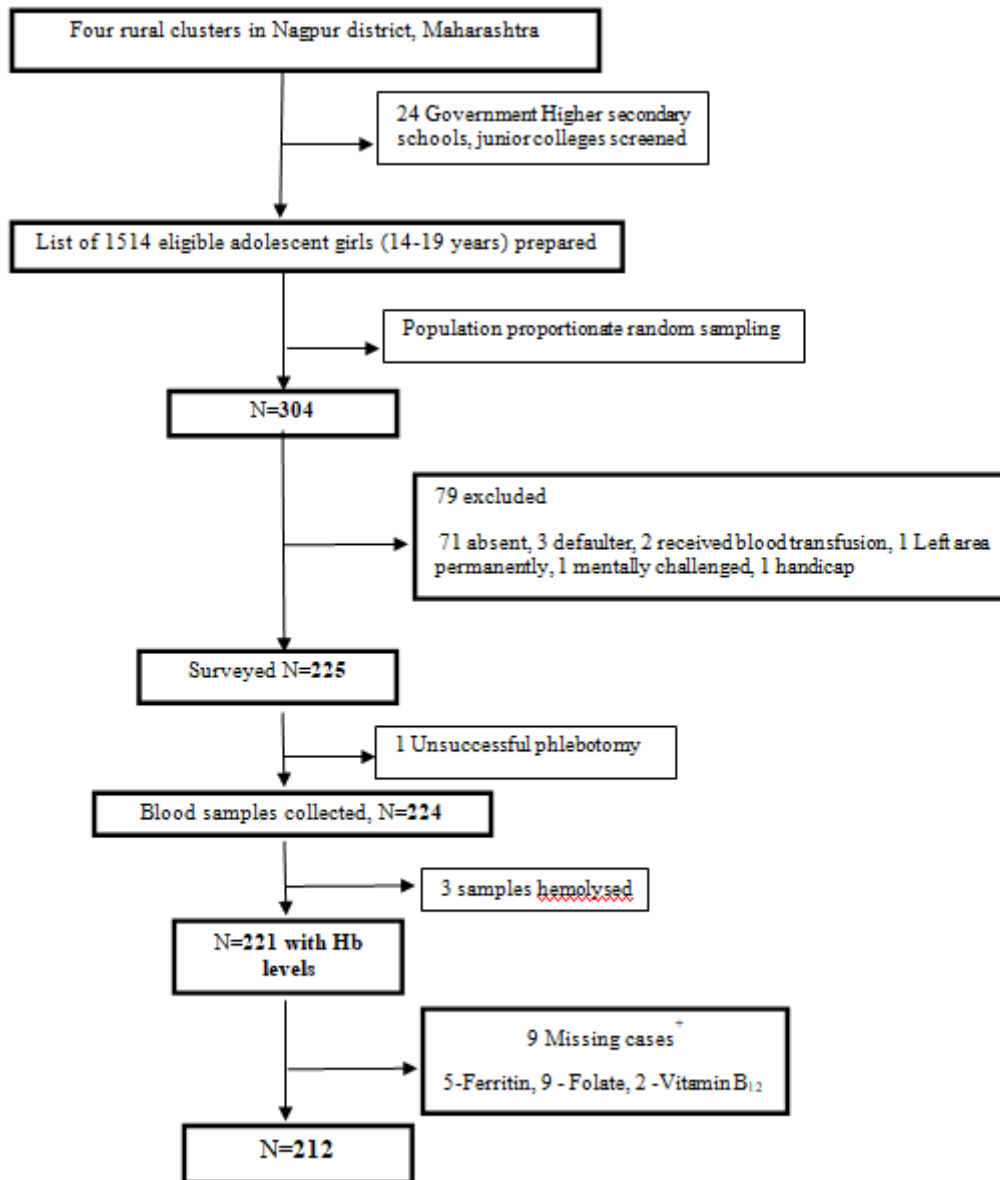 Four rural clusters in Nagpur district, Maharashtra
24 Government Higher secondary
schools, junior colleges screened
List of 1514 eligible adolescent girls (14-19 years) prepared
Population proportionate random sampling
N=304
79 excluded
71 absent, 3 defaulter, 2 received blood transfusion, 1 Left area
permanently, 1 mentally challenged, 1 handicap
Surveyed N=225
1 Unsuccessful phlebotomy
Blood samples collected, N=224
3 samples hemolysed
N=221 with Hb
levels
9 Missing cases⁺
5-Ferritin, 9 - Folate, 2 -Vitamin B₁₂
N=212